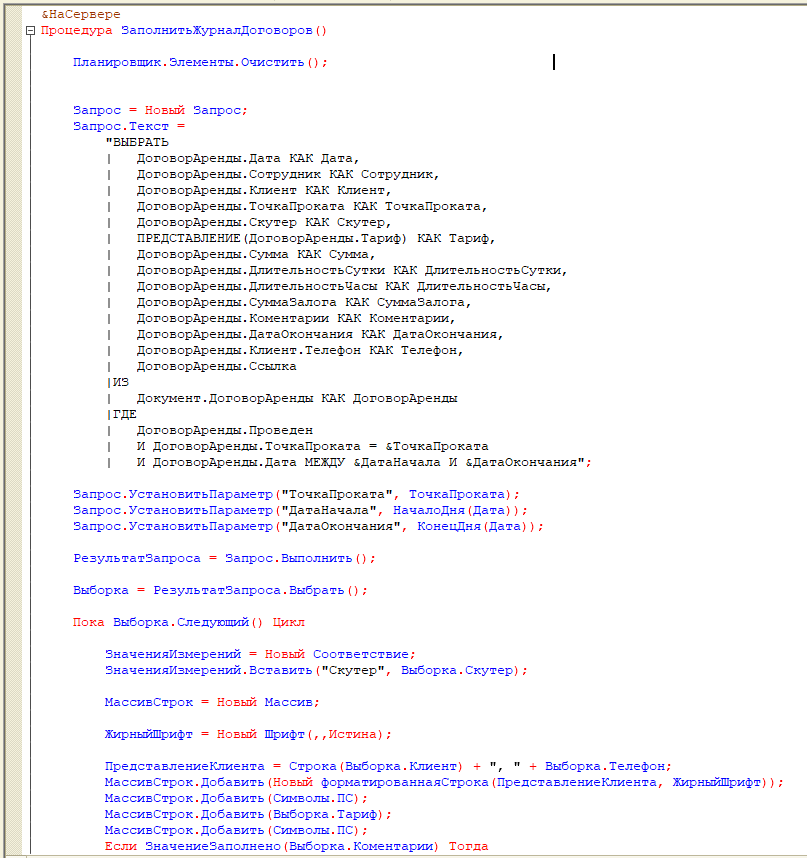 &НаСервере
Процедура ЗаполнитьЖурналДоговоров()
Планировщик.Элементы.Очистить();
Запрос = Новый Запрос;
Запрос.Текст =
"ВЫБРАТЬ
|   ДоговорАренды.Дата КАК Дата,
|   ДоговорАренды.Сотрудник КАК Сотрудник,
|   ДоговорАренды.Клиент КАК Клиент,
|   ДоговорАренды.ТочкаПроката КАК ТочкаПроката,
|   ДоговорАренды.Скутер КАК Скутер,
|   ПРЕДСТАВЛЕНИЕ(ДоговорАренды.Тариф) КАК Тариф,
|   ДоговорАренды.Сумма КАК Сумма,
|   ДоговорАренды.ДлительностьСутки КАК ДлительностьСутки,
|   ДоговорАренды.ДлительностьЧасы КАК ДлительностьЧасы,
|   ДоговорАренды.СуммаЗалога КАК СуммаЗалога,
|   ДоговорАренды.Коментарии КАК Коментарии,
|   ДоговорАренды.ДатаОкончания КАК ДатаОкончания,
|   ДоговорАренды.Клиент.Телефон КАК Телефон,
|   ДоговорАренды.Ссылка
|ИЗ
|   Документ.ДоговорАренды КАК ДоговорАренды
|ГДЕ
|   ДоговорАренды.Проведен
|   И ДоговорАренды.ТочкаПроката = &ТочкаПроката
|   И ДоговорАренды.Дата МЕЖДУ &ДатаНачала И &ДатаОкончания";
Запрос.УстановитьПараметр("ТочкаПроката", ТочкаПроката);
Запрос.УстановитьПараметр("ДатаНачала", НачалоДня(Дата));
Запрос.УстановитьПараметр("ДатаОкончания", КонецДня(Дата));
РезультатЗапроса = Запрос.Выполнить();
Выборка = РезультатЗапроса.Выбрать();
Пока Выборка.Следующий() Цикл
ЗначенияИзмерений = Новый Соответствие;
ЗначенияИзмерений.Вставить("Скутер", Выборка.Скутер);
МассивСтрок = Новый Массив;
ЖирныйШрифт = Новый Шрифт(,,Истина);
ПредставлениеКлиента = Строка(Выборка.Клиент) + ", " + Выборка.Телефон;
МассивСтрок.Добавить(Новый форматированнаяСтрока(ПредставлениеКлиента, ЖирныйШрифт));
МассивСтрок.Добавить(Символы.ПС);
МассивСтрок.Добавить(Выборка.Тариф);
МассивСтрок.Добавить(Символы.ПС);
Если ЗначениеЗаполнено(Выборка.Коментарии) Тогда